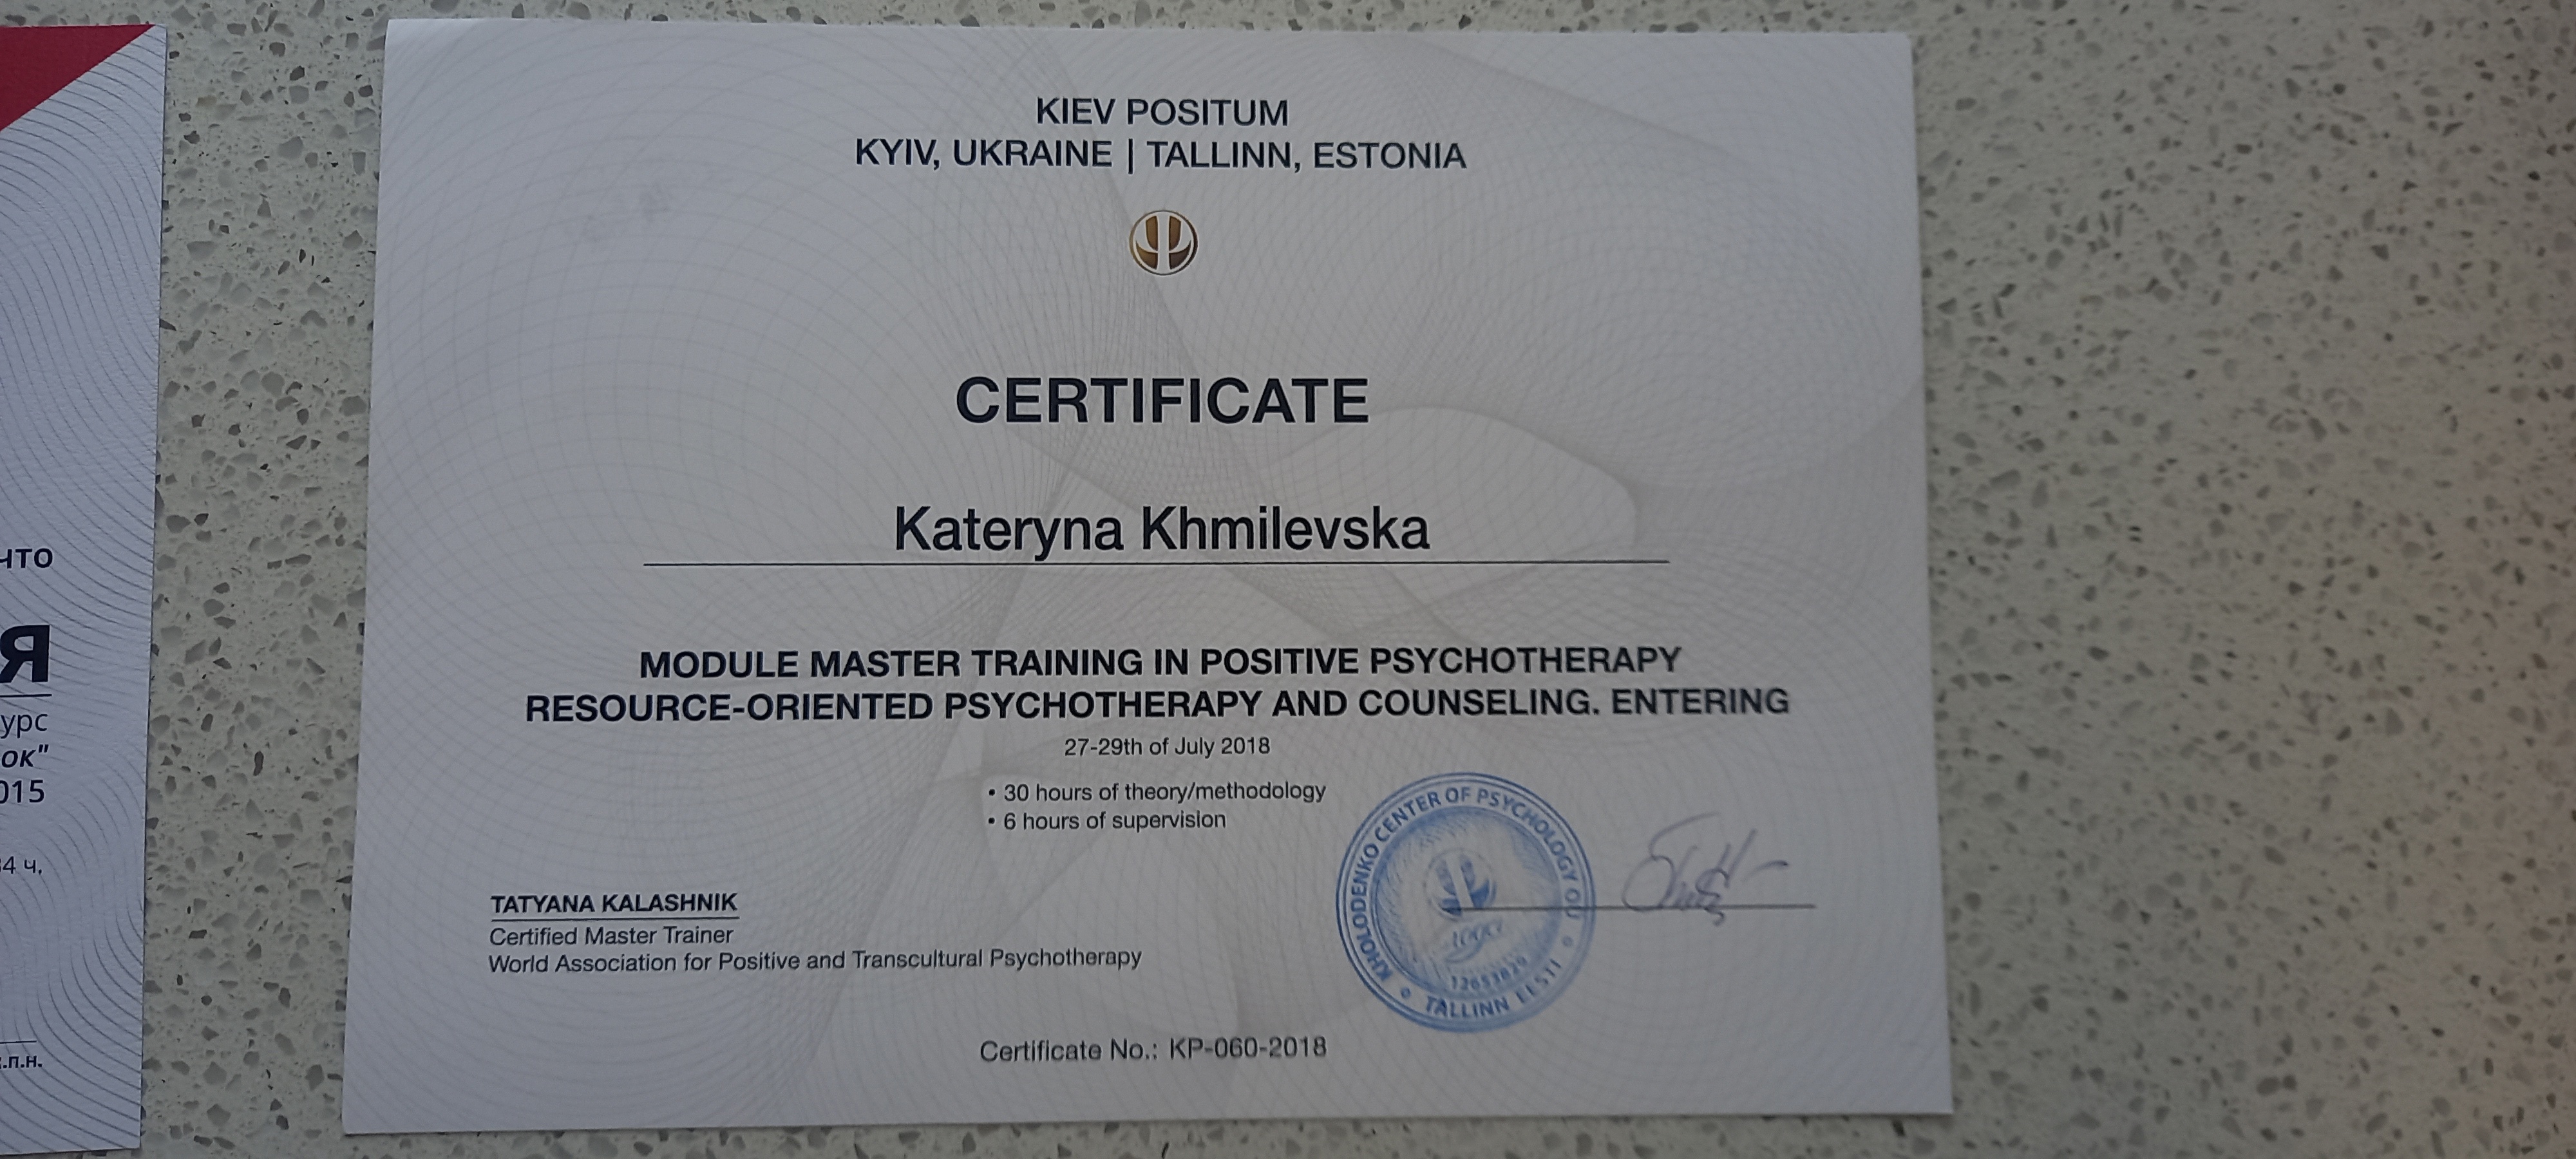 что
Я
урс
ок"
015
4 ч.
.п.н.
KIEV POSITUM
KYIV, UKRAINE | TALLINN, ESTONIA
CERTIFICATE
Kateryna Khmilevska
MODULE MASTER TRAINING IN POSITIVE PSYCHOTHERAPY
RESOURCE-ORIENTED PSYCHOTHERAPY AND COUNSELING. ENTERING
27-29th of July 2018
• 30 hours of theory/methodology
• 6 hours of supervision
TATYANA KALASHNIK
Certified Master Trainer
World Association for Positive and Transcultural Psychotherapy
KHOLODENKO CENTER OF PSYCHOLOGY OU
TALLINN EESTI
Certificate No.: KP-060-2018